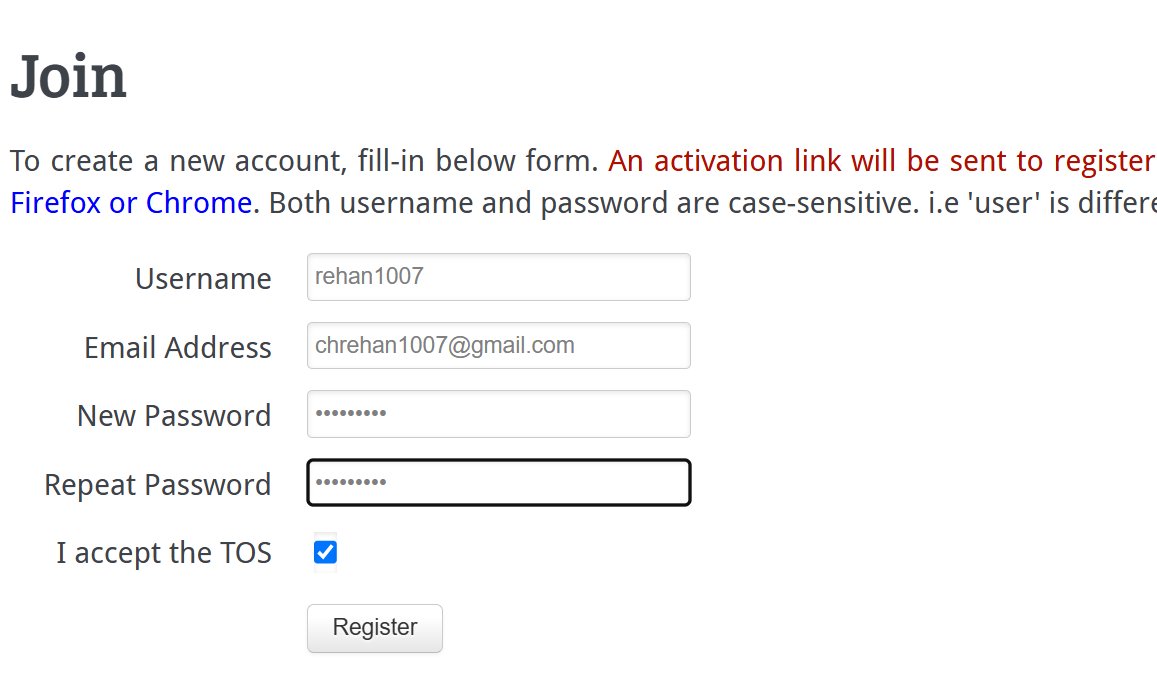 Join
To create a new account, fill-in below form. An activation link will be sent to register
Firefox or Chrome. Both username and password are case-sensitive. i.e 'user' is differe
Username rehan1007
Email Address chrehan1007@gmail.com
New Password •••••••••
Repeat Password •••••••••
I accept the TOS
Register